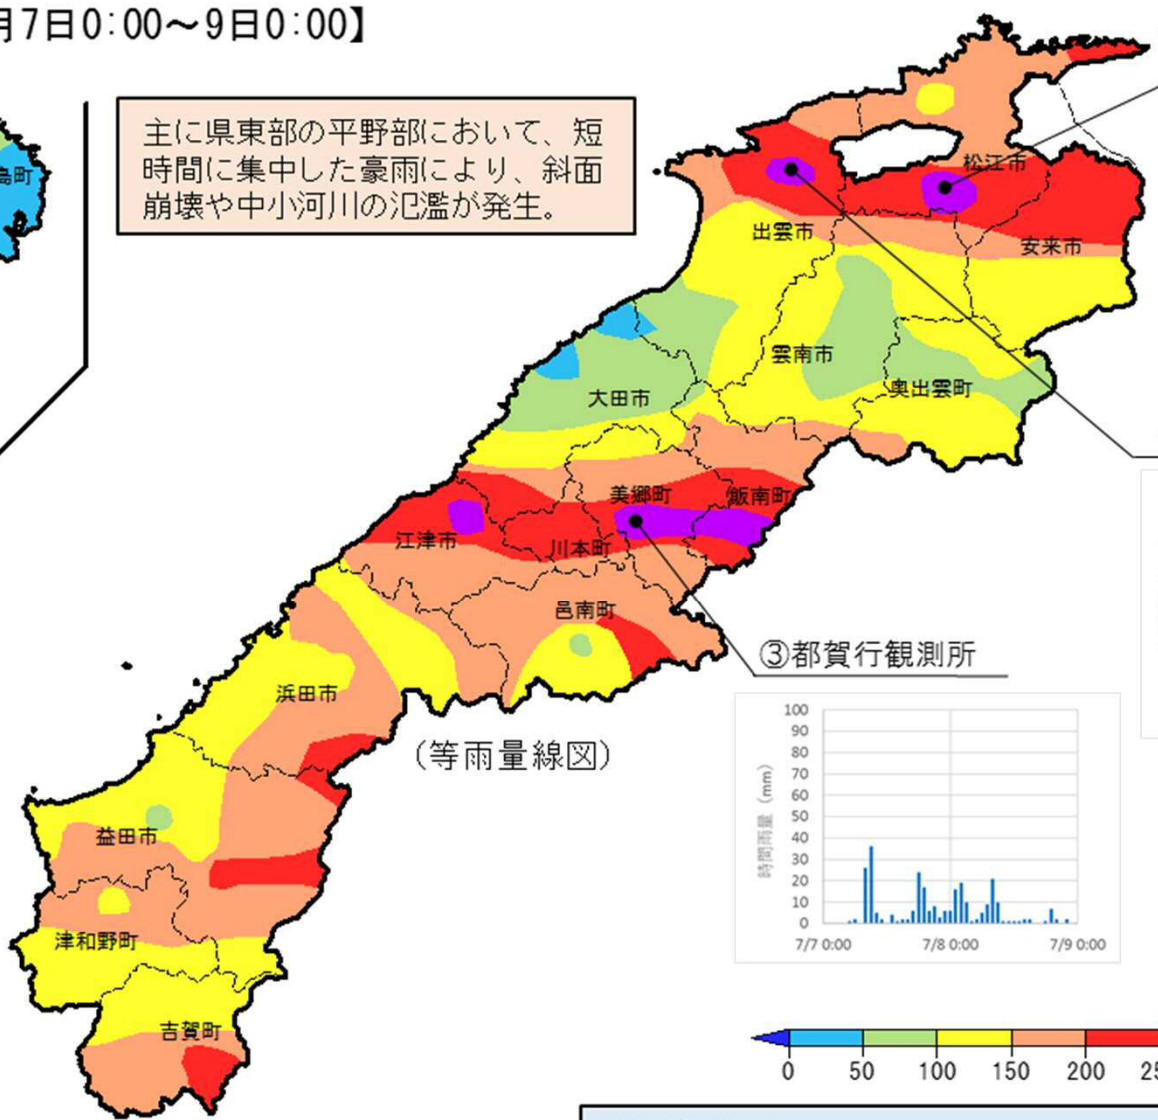 月7日0:00～9日0:00】
島町
主に県東部の平野部において、短
時間に集中した豪雨により、斜面
崩壊や中小河川の氾濫が発生。
松江市
出雲市
安来市
雲南市
奥出雲町
大田市
美郷町
飯南町
江津市
川本町
邑南町
③都賀行観測所
浜田市
(等雨量線図)
益田市
津和野町
吉賀町
時間雨量（mm）
100
90
80
70
60
50
40
30
20
10
0
7/7 0:00 7/8 0:00 7/9 0:00
0 50 100 150 200 25